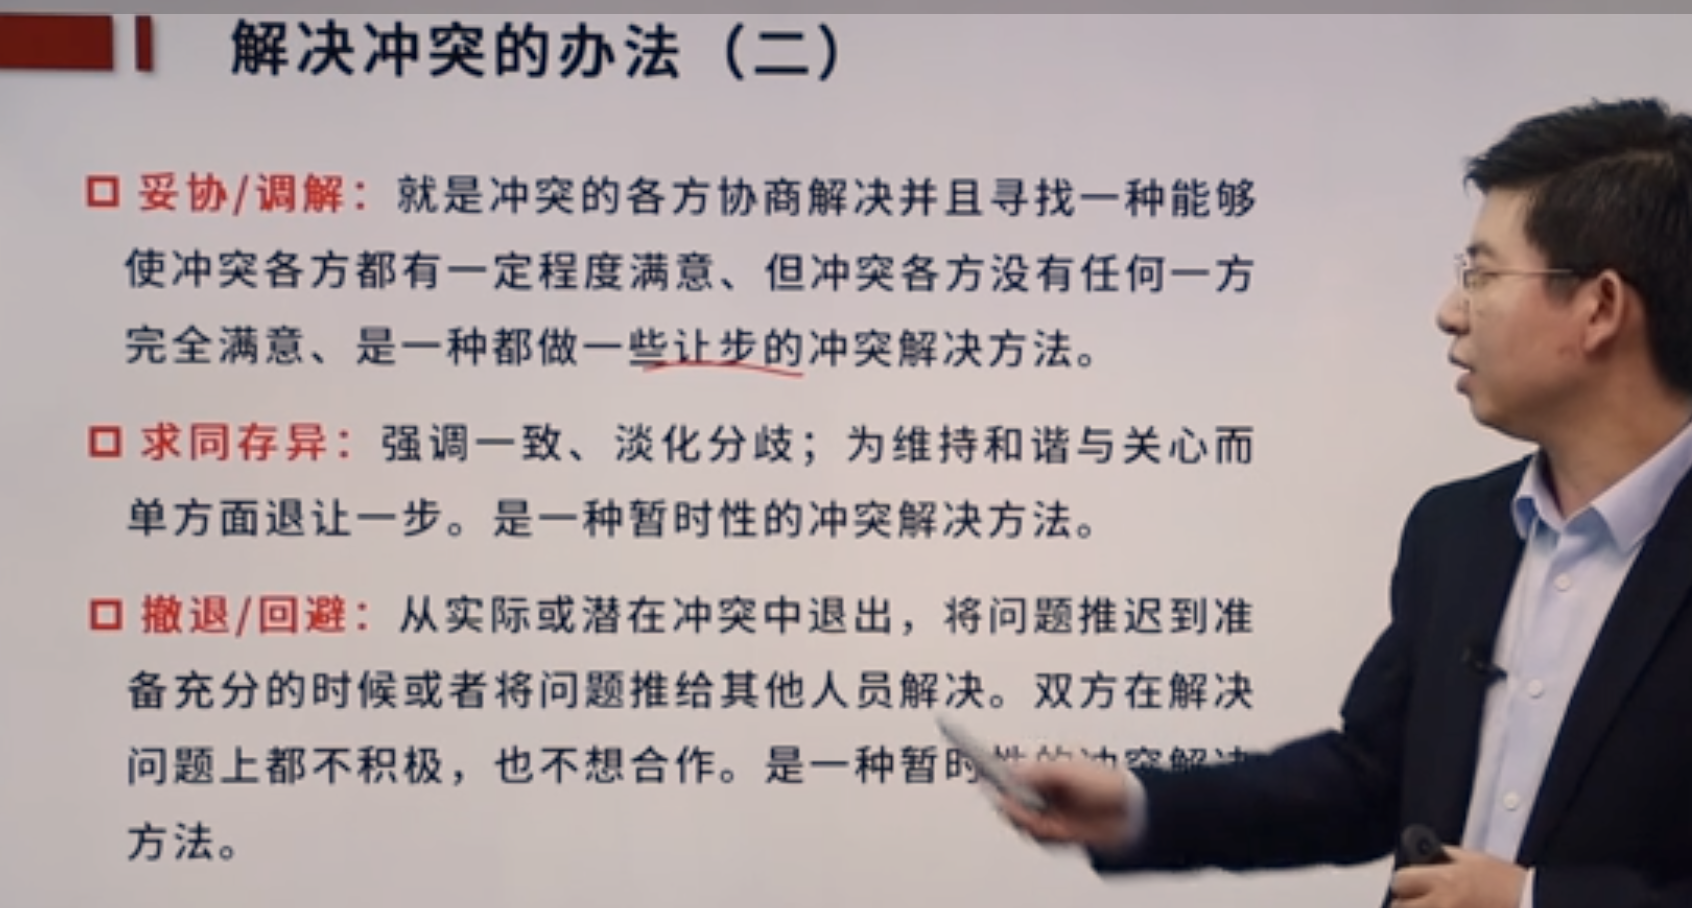 解决冲突的办法（二）
妥协/调解：就是冲突的各方协商解决并且寻找一种能够
使冲突各方都有一定程度满意、但冲突各方没有任何一方
完全满意、是一种都做一些让步的冲突解决方法。
求同存异：强调一致、淡化分歧；为维持和谐与关心而
单方面退让一步。是一种暂时性的冲突解决方法。
撤退/回避：从实际或潜在冲突中退出，将问题推迟到准
备充分的时候或者将问题推给其他人员解决。双方在解决
问题上都不积极，也不想合作。是一种暂时性的冲突解决
方法。